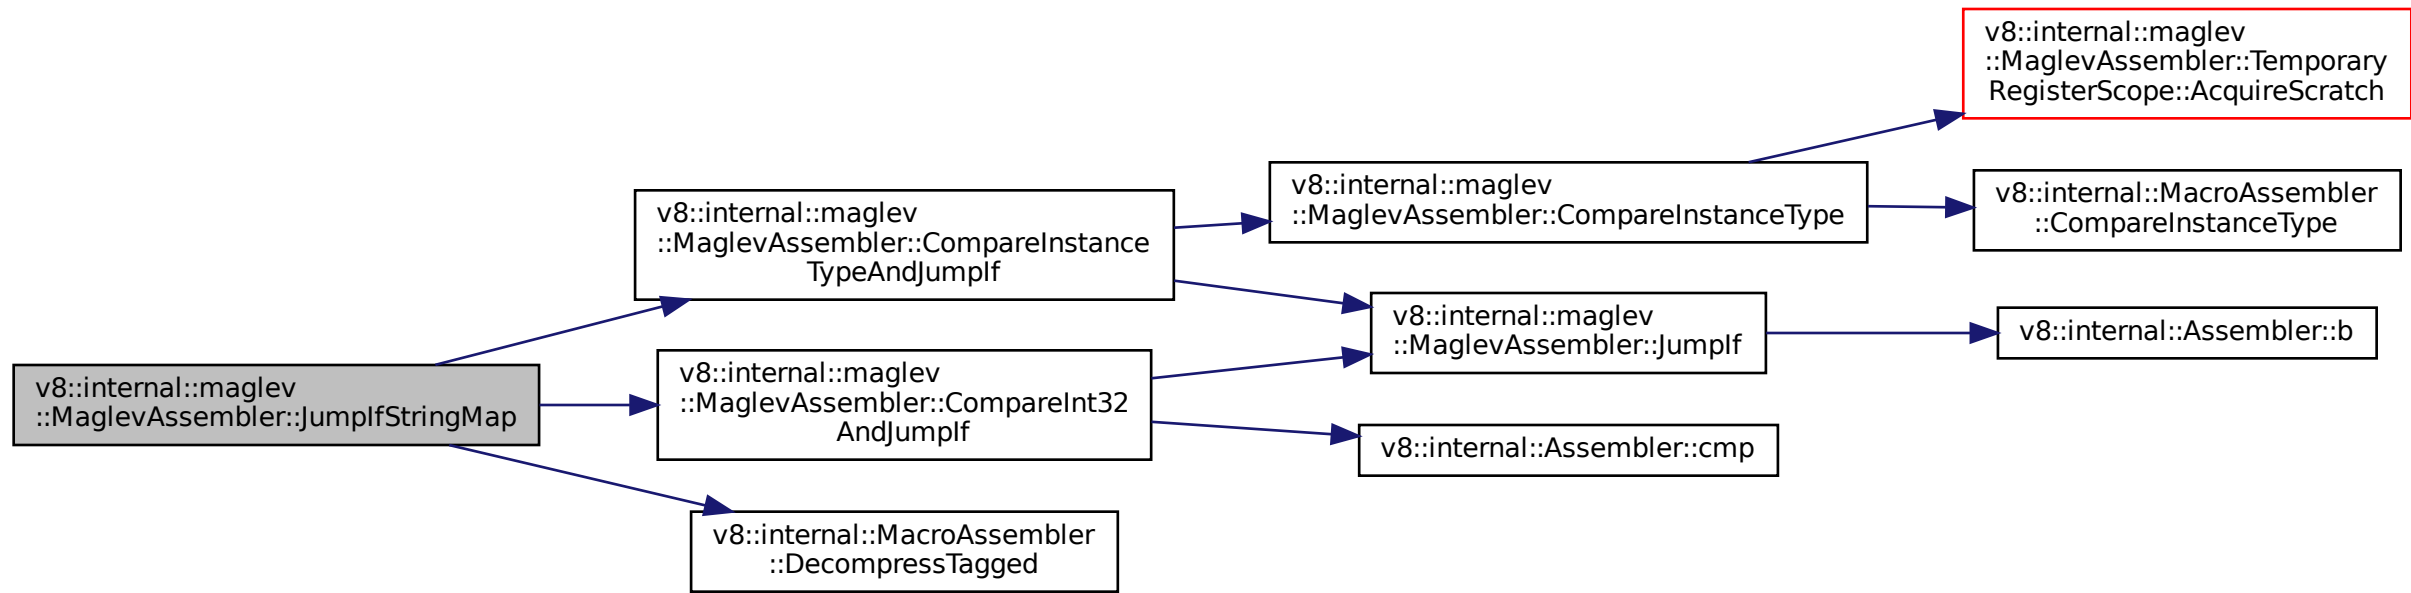 v8::internal::maglev
::MaglevAssembler::JumpIfStringMap
v8::internal::maglev
::MaglevAssembler::CompareInstance
TypeAndJumpIf
v8::internal::maglev
::MaglevAssembler::CompareInt32
AndJumpIf
v8::internal::MacroAssembler
::DecompressTagged
v8::internal::maglev
::MaglevAssembler::CompareInstanceType
v8::internal::maglev
::MaglevAssembler::JumpIf
v8::internal::Assembler::cmp
v8::internal::maglev
::MaglevAssembler::Temporary
RegisterScope::AcquireScratch
v8::internal::MacroAssembler
::CompareInstanceType
v8::internal::Assembler::b